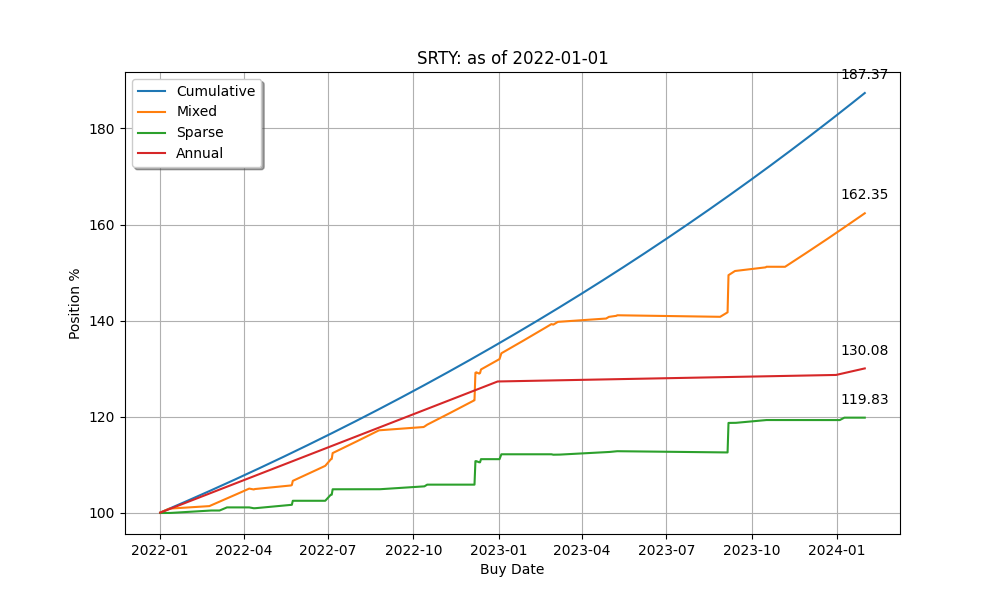 SRTY: as of 2022-01-01
187.37
Cumulative
Mixed
Sparse
Annual
180
162.35
160
Position %
140
130.08
120
119.83
100
2022-01 2022-04 2022-07 2022-10 2023-01 2023-04 2023-07 2023-10 2024-01
Buy Date